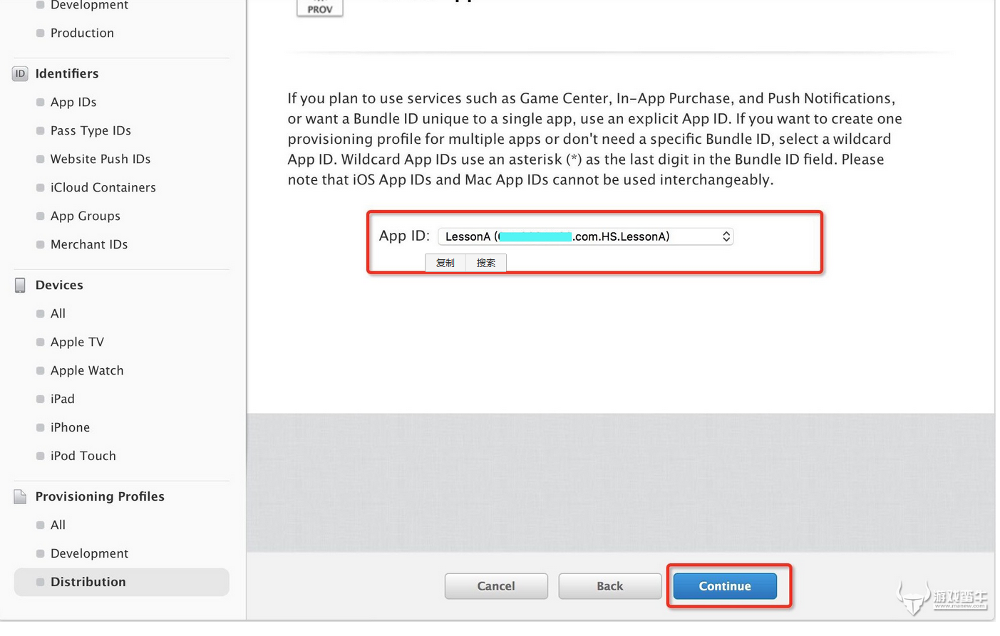 Development
Production
ID Identifiers
App IDs
Pass Type IDs
Website Push IDs
iCloud Containers
App Groups
Merchant IDs
Devices
All
Apple TV
Apple Watch
iPad
iPhone
iPod Touch
Provisioning Profiles
All
Development
Distribution
PROV
If you plan to use services such as Game Center, In-App Purchase, and Push Notifications,
or want a Bundle ID unique to a single app, use an explicit App ID. If you want to create one
provisioning profile for multiple apps or don't need a specific Bundle ID, select a wildcard
App ID. Wildcard App IDs use an asterisk (*) as the last digit in the Bundle ID field. Please
note that iOS App IDs and Mac App IDs cannot be used interchangeably.
App ID: LessonA ( .com.HS.LessonA)
复制 搜索
Cancel Back Continue
游戏蛮牛
www.manew.com